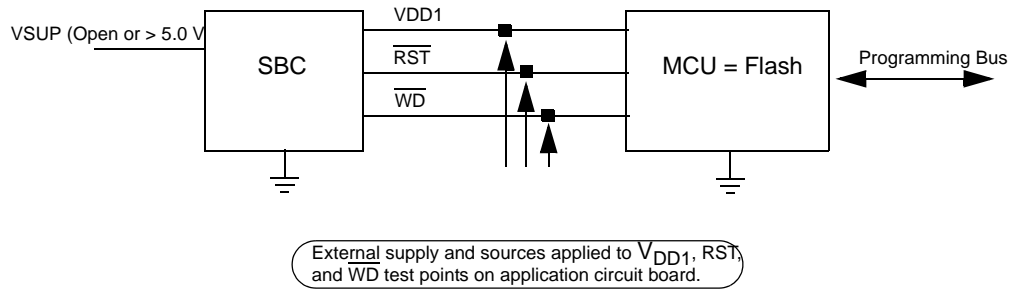 VDD1
VSUP (Open or > 5.0 V
RST
SBC
MCU = Flash
Programming Bus
WD
External supply and sources applied to VDD1, RST,
and WD test points on application circuit board.